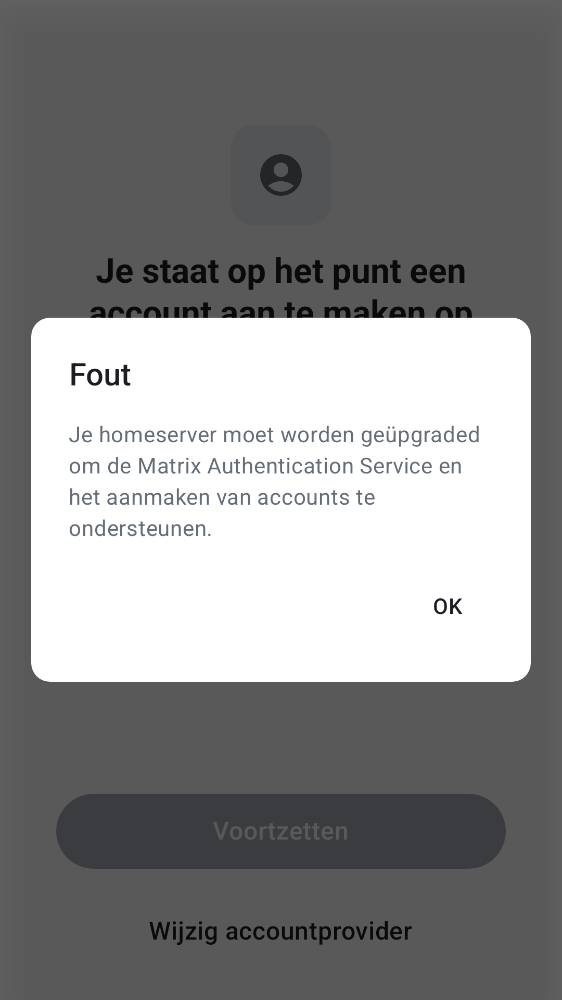 Je staat op het punt een
account aan te maken op
Fout
Je homeserver moet worden geüpgraded
om de Matrix Authentication Service en
het aanmaken van accounts te
ondersteunen.
OK
Voortzetten
Wijzig accountprovider